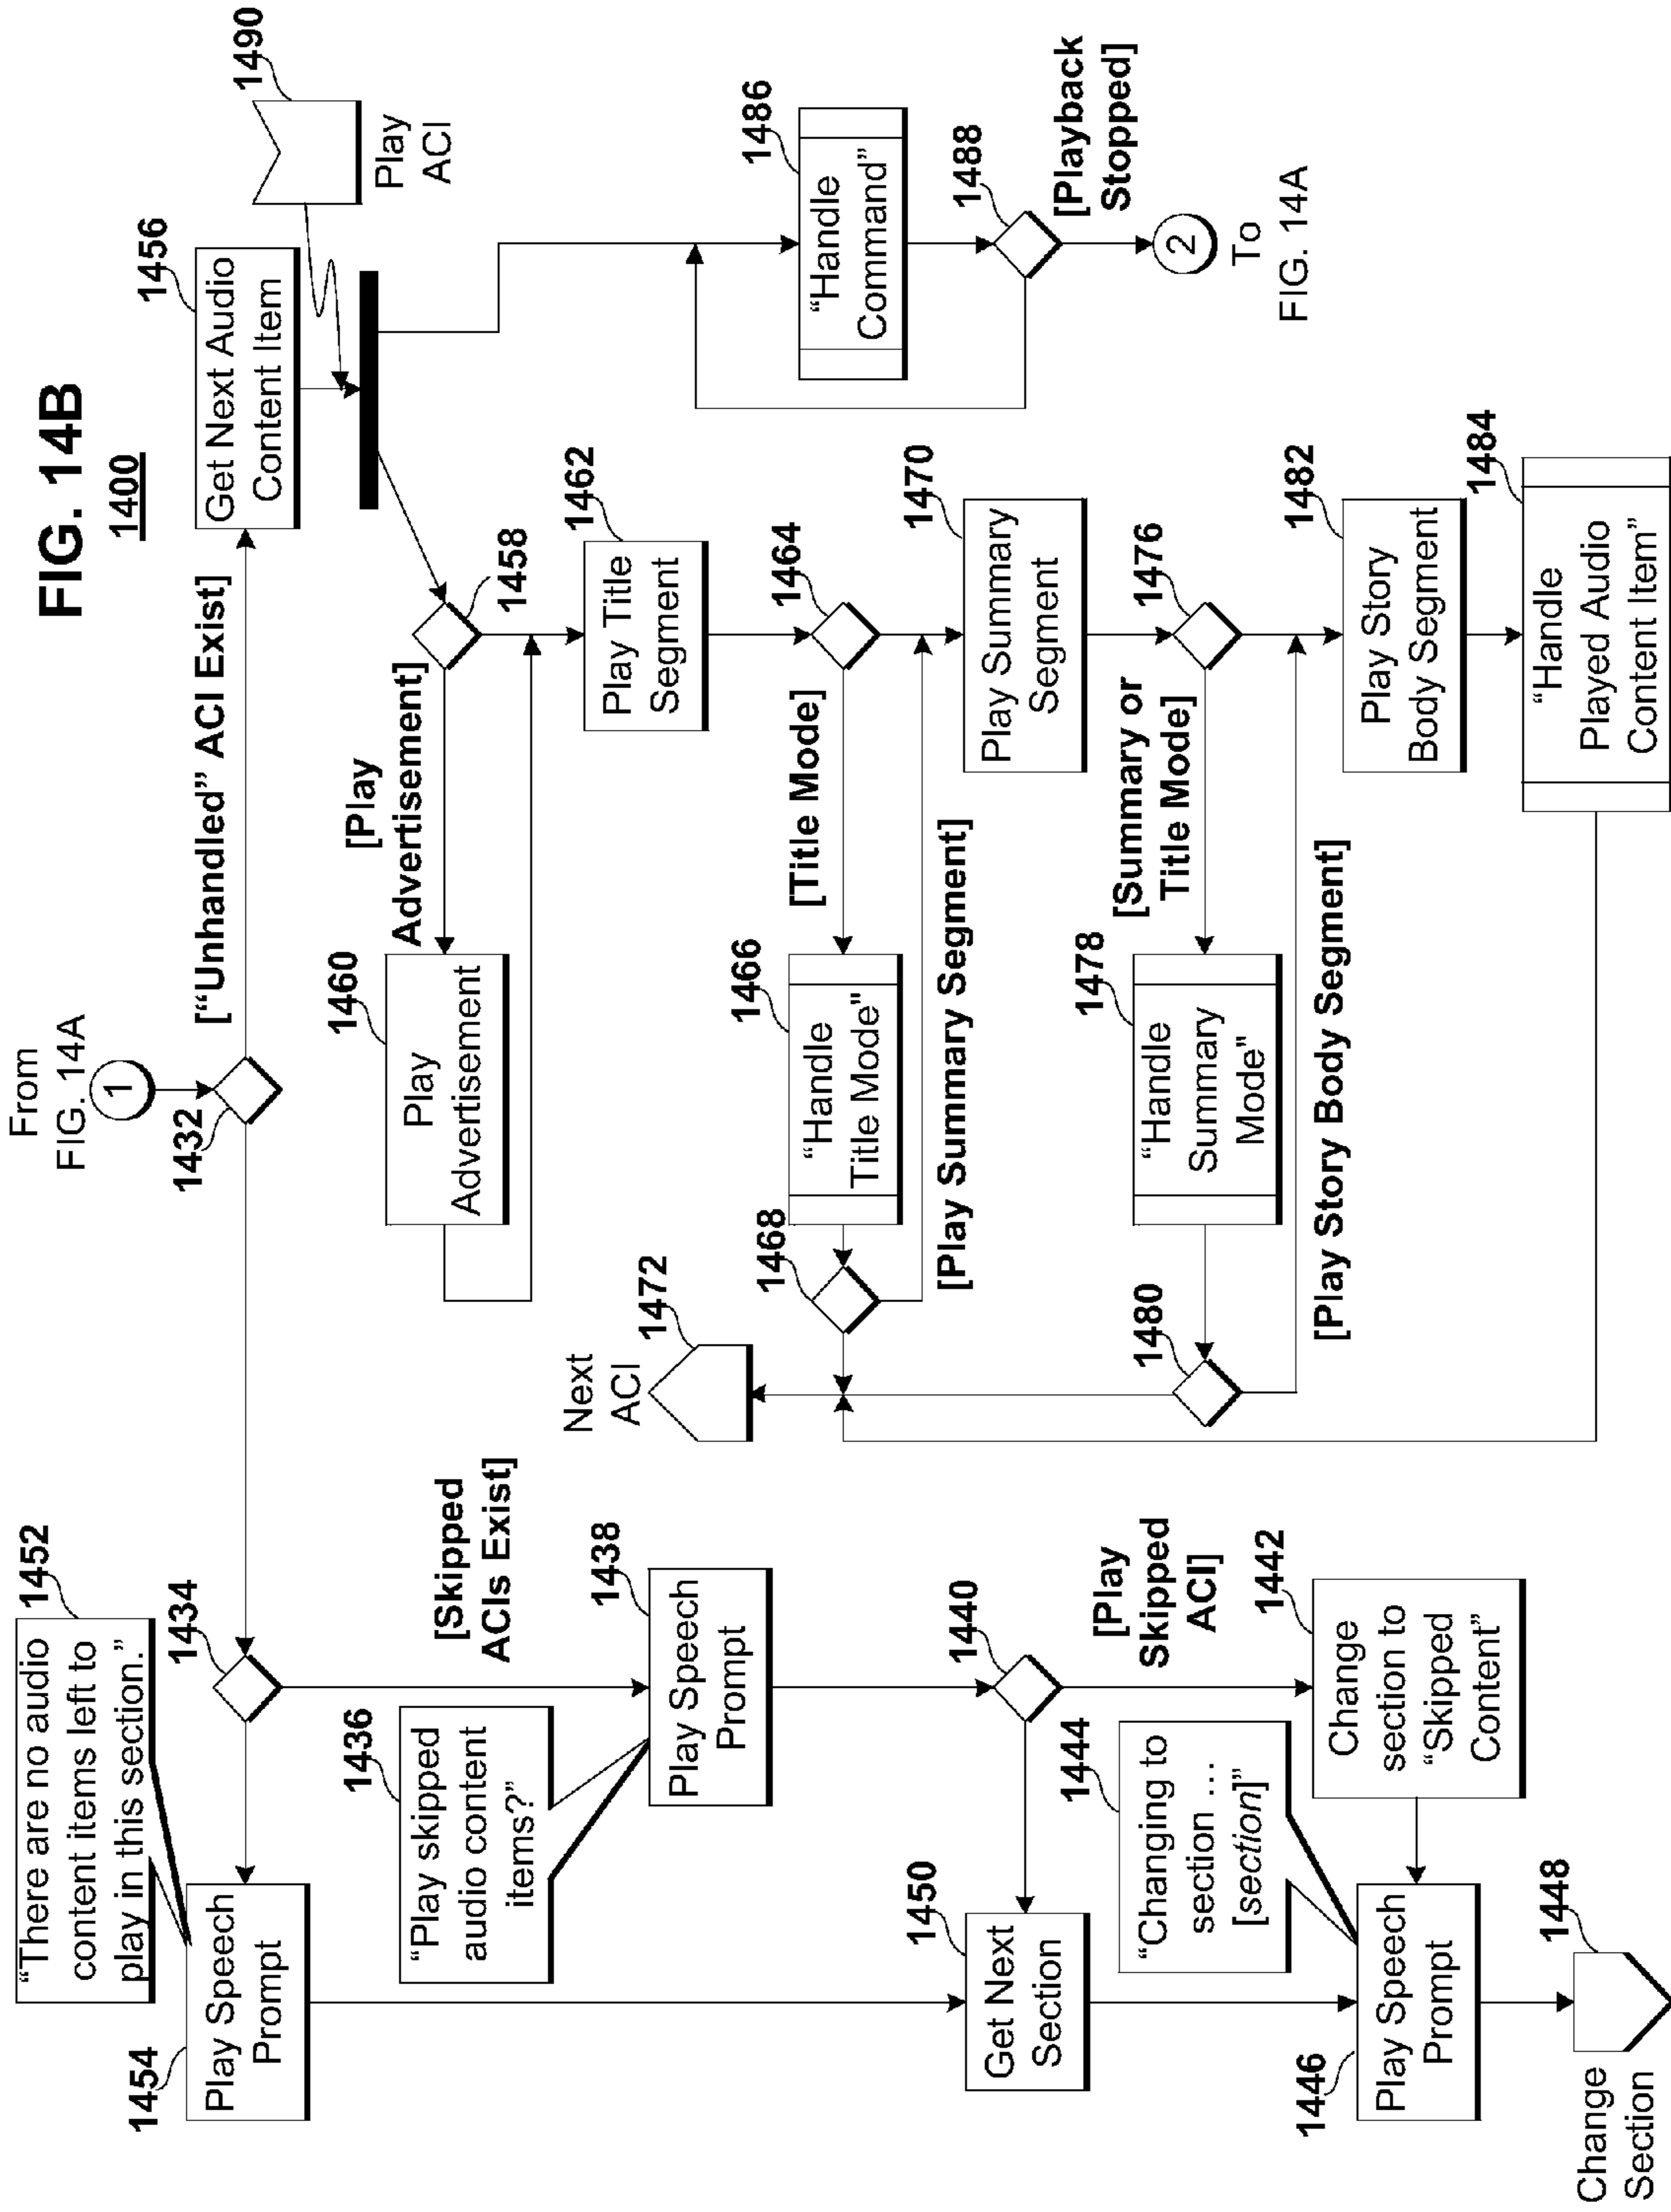 FIG. 14B
1400
From
FIG. 14A
1
1432
["Unhandled" ACI Exist]
1456
Get Next Audio
Content Item
1490
Play
ACI
1458
[Play
Advertisement]
1460
Play
Advertisement
1462
Play Title
Segment
1464
[Title Mode]
1466
"Handle
Title Mode"
1468
[Play Summary Segment]
1470
Play Summary
Segment
1472
Next
ACI
1476
[Summary or
Title Mode]
1478
"Handle
Summary
Mode"
1480
[Play Story Body Segment]
1482
Play Story
Body Segment
1484
"Handle
Played Audio
Content Item"
1486
"Handle
Command"
1488
[Playback
Stopped]
2
To
FIG. 14A
1434
1452
“There are no audio
content items left to
play in this section.”
1454
Play Speech
Prompt
[Skipped
ACIs Exist]
1436
“Play skipped
audio content
items?”
1438
Play Speech
Prompt
1440
[Play
Skipped
ACI]
1442
Change
section to
“Skipped
Content”
1450
Get Next
Section
1444
“Changing to
section ...
[section]”
1446
Play Speech
Prompt
1448
Change
Section